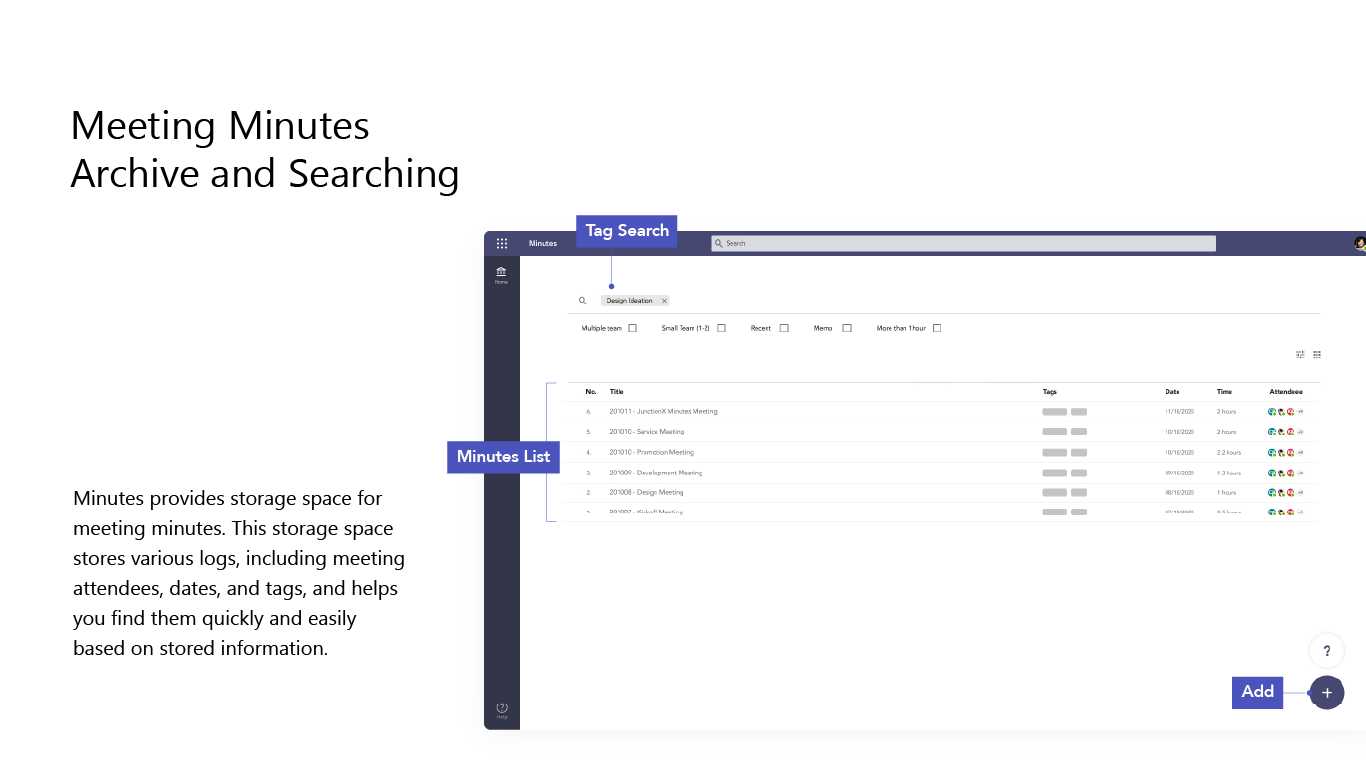 Meeting Minutes
Archive and Searching
Tag Search
Minutes
Search
Home
Design Ideation ×
Multiple team
Small Team (1-2)
Recent
Memo
More than 1 hour
No. Title Tags Date Time Attendeee
6. 201011 - JunctionX Minutes Meeting 11/10/2020 2 hours
5. 201010 - Service Meeting 10/10/2020 2 hours
4. 201010 - Promotion Meeting 10/10/2020 2.2 hours
3. 201009 - Development Meeting 09/10/2020 1.3 hours
2. 201008 - Design Meeting 08/10/2020 1 hours
201007 - Kickoff Meeting
Minutes List
Minutes provides storage space for
meeting minutes. This storage space
stores various logs, including meeting
attendees, dates, and tags, and helps
you find them quickly and easily
based on stored information.
?
Add
+
Help